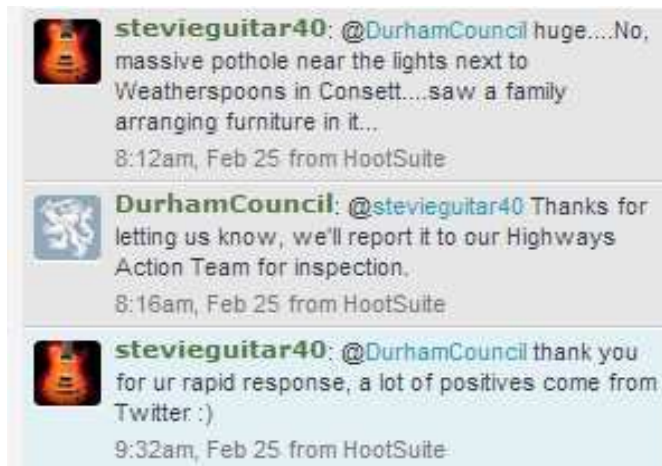 stevieguitar40: @DurhamCouncil huge....No,
massive pothole near the lights next to
Weatherspoons in Consett....saw a family
arranging furniture in it...
8:12am, Feb 25 from HootSuite
DurhamCouncil: @stevieguitar40 Thanks for
letting us know, we'll report it to our Highways
Action Team for inspection.
8:16am, Feb 25 from HootSuite
stevieguitar40: @DurhamCouncil thank you
for ur rapid response, a lot of positives come from
Twitter :)
9:32am, Feb 25 from HootSuite